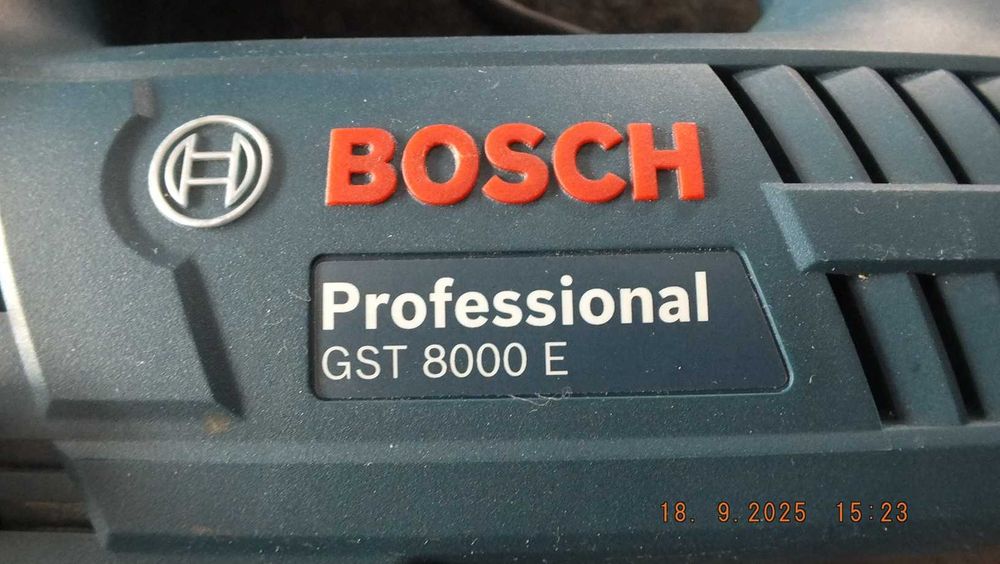 BOSCH
Professional
GST 8000 E
18. 9.2025 15:23